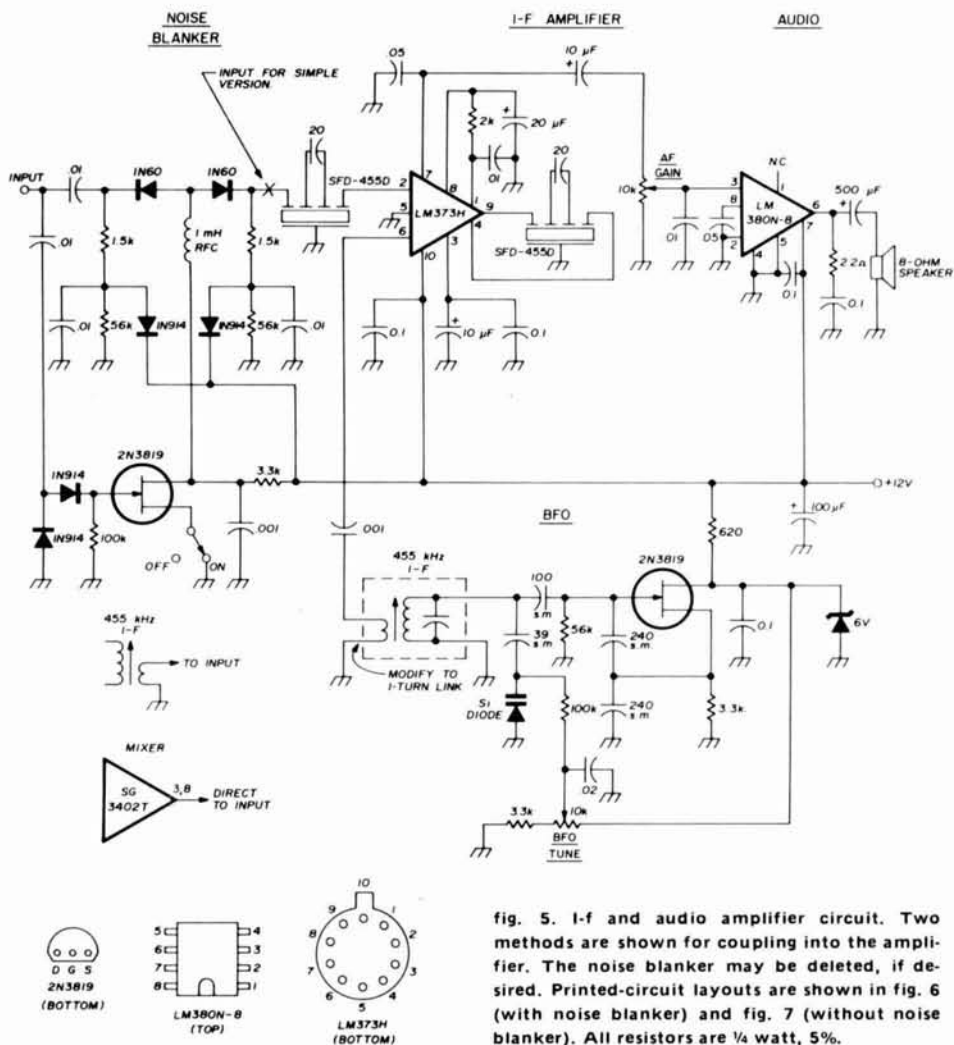 NOISE
BLANKER
I-F AMPLIFIER
AUDIO
INPUT FOR SIMPLE
VERSION
.05
10 µF
+
INPUT
.01
1N60
1N60
X
20
SFD-455D
2k
+
20 µF
.01
20
SFD-455D
7
8
2
5
6
LM373H
1
9
4
10
3
AF
GAIN
10k
.01
.05
N.C.
1
3
8
2
LM
380N-8
6
7
4
5
0.1
500 µF
+
2.2Ω
0.1
8-OHM
SPEAKER
.01
1.5k
1 mH
RFC
1.5k
.01
56k
1N914
1N914
56k
.01
0.1
+
10 µF
0.1
2N3819
1N914
1N914
100k
OFF
ON
.001
3.3k
+12V
+
100 µF
BFO
.001
455 kHz
I-F
MODIFY TO
1-TURN LINK
100
s m
39
s m
56k
240
s.m.
2N3819
620
0.1
6V
Si
DIODE
100k
240
s m
3.3k
.02
3.3k
10k
BFO
TUNE
455 kHz
I-F
TO INPUT
MIXER
SG
3402T
3,8
DIRECT
TO INPUT
D G S
2N3819
(BOTTOM)
5
6
7
8
4
3
2
1
LM380N-8
(TOP)
10
9
1
8
2
7
3
6
4
5
LM373H
(BOTTOM)
fig. 5. I-f and audio amplifier circuit. Two
methods are shown for coupling into the ampli-
fier. The noise blanker may be deleted, if de-
sired. Printed-circuit layouts are shown in fig. 6
(with noise blanker) and fig. 7 (without noise
blanker). All resistors are ¼ watt, 5%.